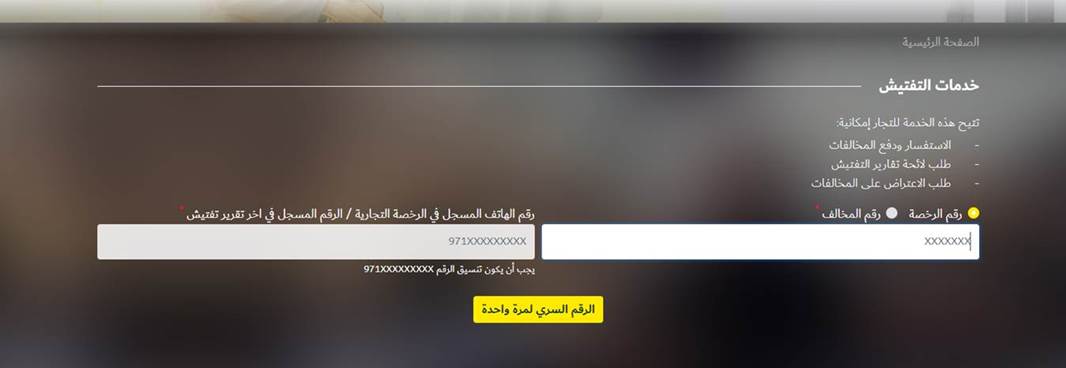 الصفحة الرئيسية
خدمات التفتيش
تتيح هذه الخدمة للتجار إمكانية:
- الاستفسار ودفع المخالفات
- طلب لائحة تقارير التفتيش
- طلب الاعتراض على المخالفات
رقم الرخصة رقم المخالف *
XXXXXXX
رقم الهاتف المسجل في الرخصة التجارية / الرقم المسجل في اخر تقرير تفتيش *
971XXXXXXXXX
يجب أن يكون تنسيق الرقم 971XXXXXXXXX
الرقم السري لمرة واحدة